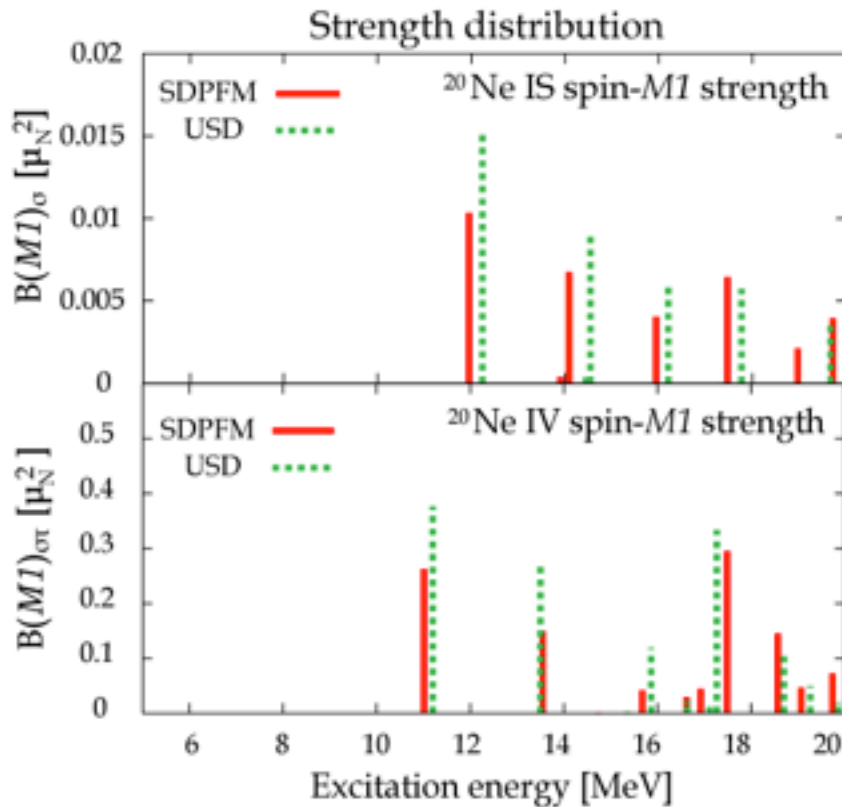 Strength distribution
0.02
SDPFM
²⁰Ne IS spin-M1 strength
USD
0.015
0.01
0.005
0
B(M1)σ [μN²]
SDPFM
²⁰Ne IV spin-M1 strength
USD
0.5
0.4
0.3
0.2
0.1
0
B(M1)στ [μN²]
6 8 10 12 14 16 18 20
Excitation energy [MeV]